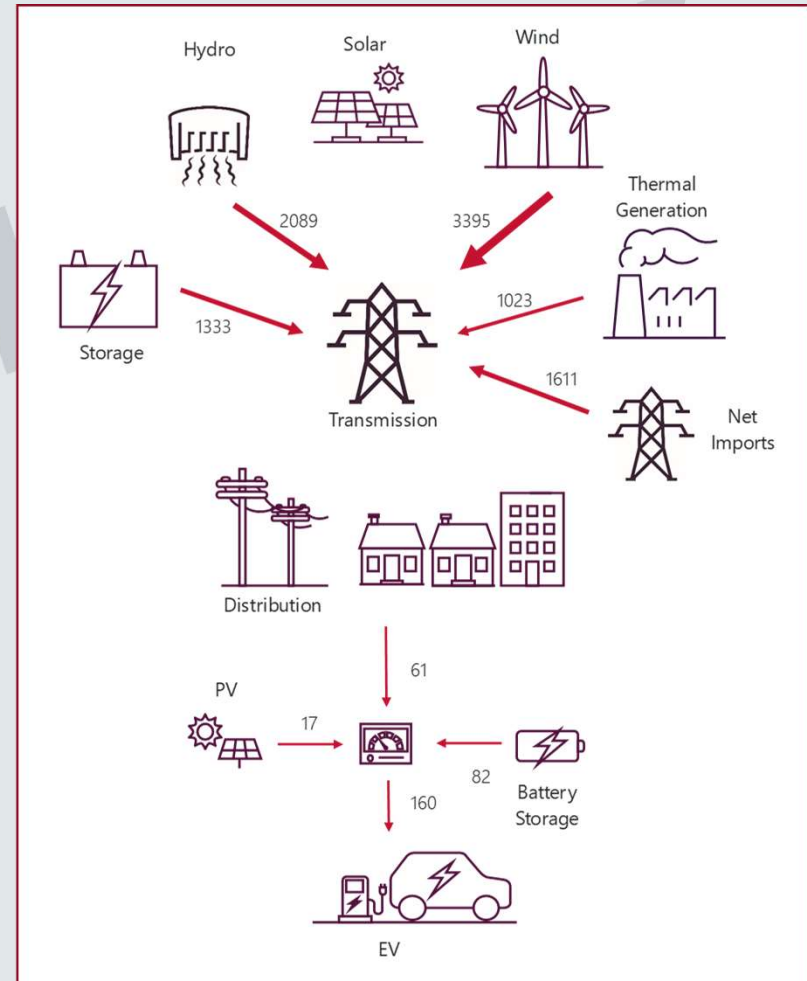 Hydro
Solar
Wind
2089
3395
Thermal
Generation
Storage
1333
1023
1611
Transmission
Net
Imports
Distribution
61
PV
17
82
Battery
Storage
160
EV